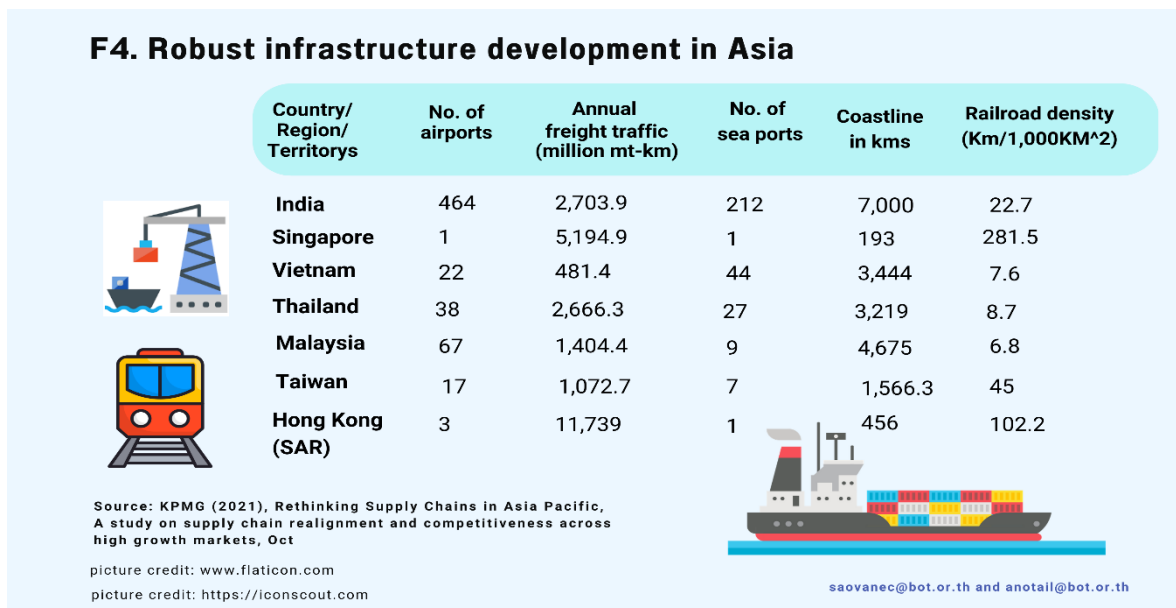 F4. Robust infrastructure development in Asia
Country/
Region/
Territorys
No. of
airports
Annual
freight traffic
(million mt-km)
No. of
sea ports
Coastline
in kms
Railroad density
(Km/1,000KM^2)
India 464 2,703.9 212 7,000 22.7
Singapore 1 5,194.9 1 193 281.5
Vietnam 22 481.4 44 3,444 7.6
Thailand 38 2,666.3 27 3,219 8.7
Malaysia 67 1,404.4 9 4,675 6.8
Taiwan 17 1,072.7 7 1,566.3 45
Hong Kong 3 11,739 1 456 102.2
(SAR)
Source: KPMG (2021), Rethinking Supply Chains in Asia Pacific,
A study on supply chain realignment and competitiveness across
high growth markets, Oct
picture credit: www.flaticon.com
picture credit: https://iconscout.com
saovanec@bot.or.th and anotail@bot.or.th